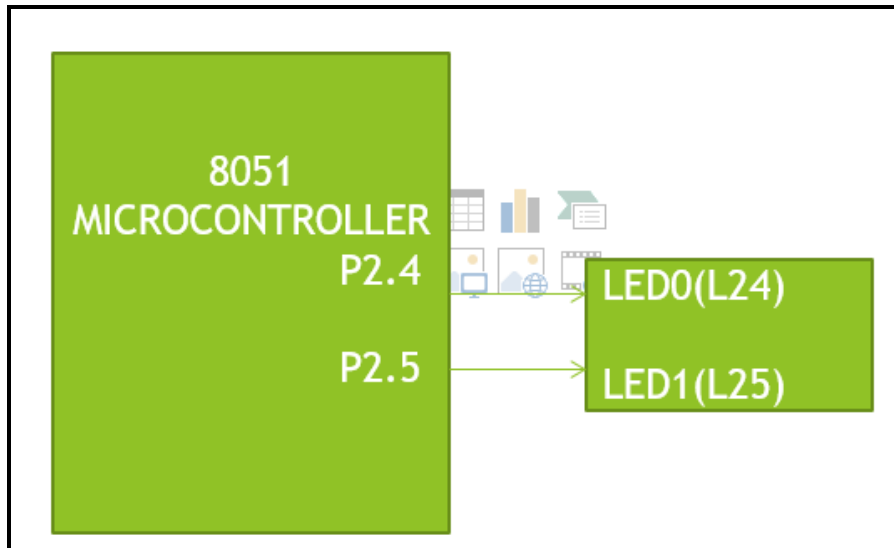 8051
MICROCONTROLLER
P2.4
P2.5
LED0(L24)
LED1(L25)